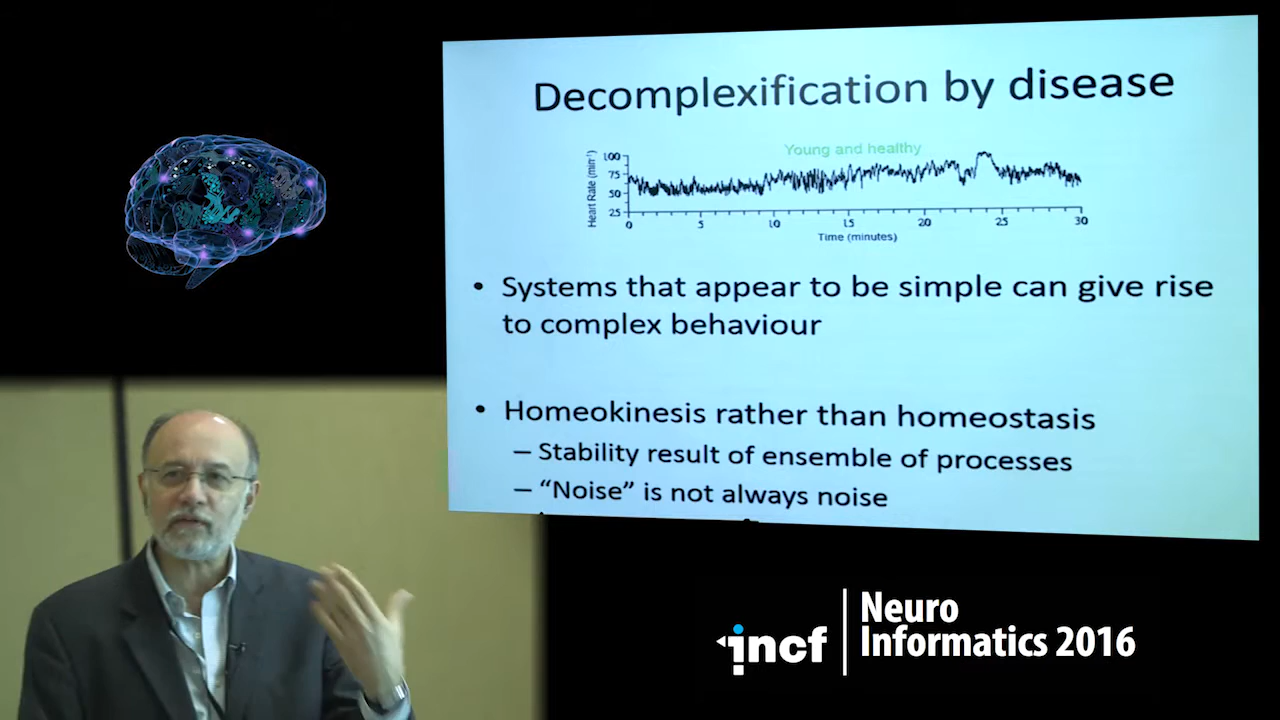 Decomplexification by disease
Young and healthy
Heart Rate (min⁻¹)
100
75
50
25
0 5 10 15 20 25 30
Time (minutes)
• Systems that appear to be simple can give rise
to complex behaviour
• Homeokinesis rather than homeostasis
– Stability result of ensemble of processes
– “Noise” is not always noise
incf
Neuro
Informatics 2016